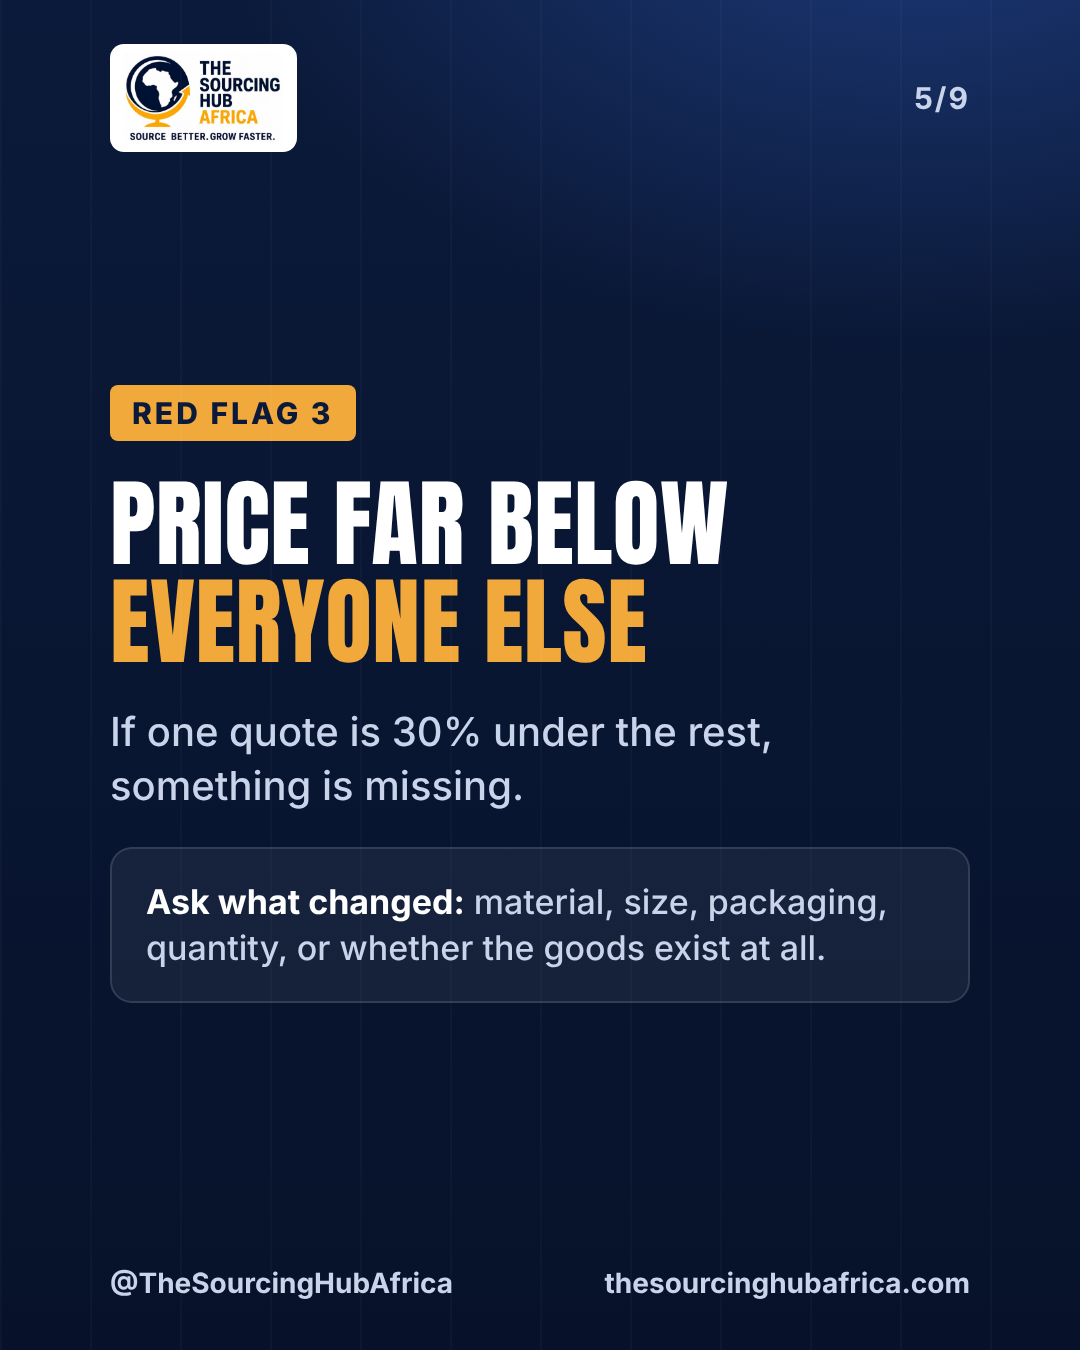 THE
SOURCING
HUB
AFRICA
SOURCE BETTER. GROW FASTER.
5/9
RED FLAG 3
PRICE FAR BELOW
EVERYONE ELSE
If one quote is 30% under the rest,
something is missing.
Ask what changed: material, size, packaging,
quantity, or whether the goods exist at all.
@TheSourcingHubAfrica
thesourcinghubafrica.com